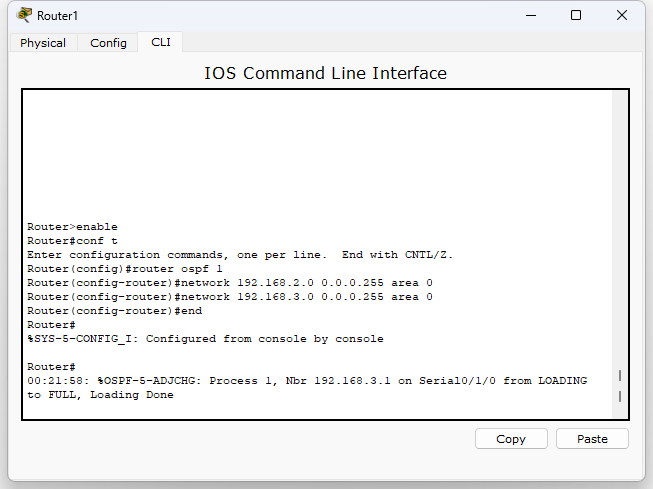 Router1
Physical Config CLI
IOS Command Line Interface
Router>enable
Router#conf t
Enter configuration commands, one per line.  End with CNTL/Z.
Router(config)#router ospf 1
Router(config-router)#network 192.168.2.0 0.0.0.255 area 0
Router(config-router)#network 192.168.3.0 0.0.0.255 area 0
Router(config-router)#end
Router#
%SYS-5-CONFIG_I: Configured from console by console
Router#
00:21:58: %OSPF-5-ADJCHG: Process 1, Nbr 192.168.3.1 on Serial0/1/0 from LOADING
to FULL, Loading Done
Copy Paste